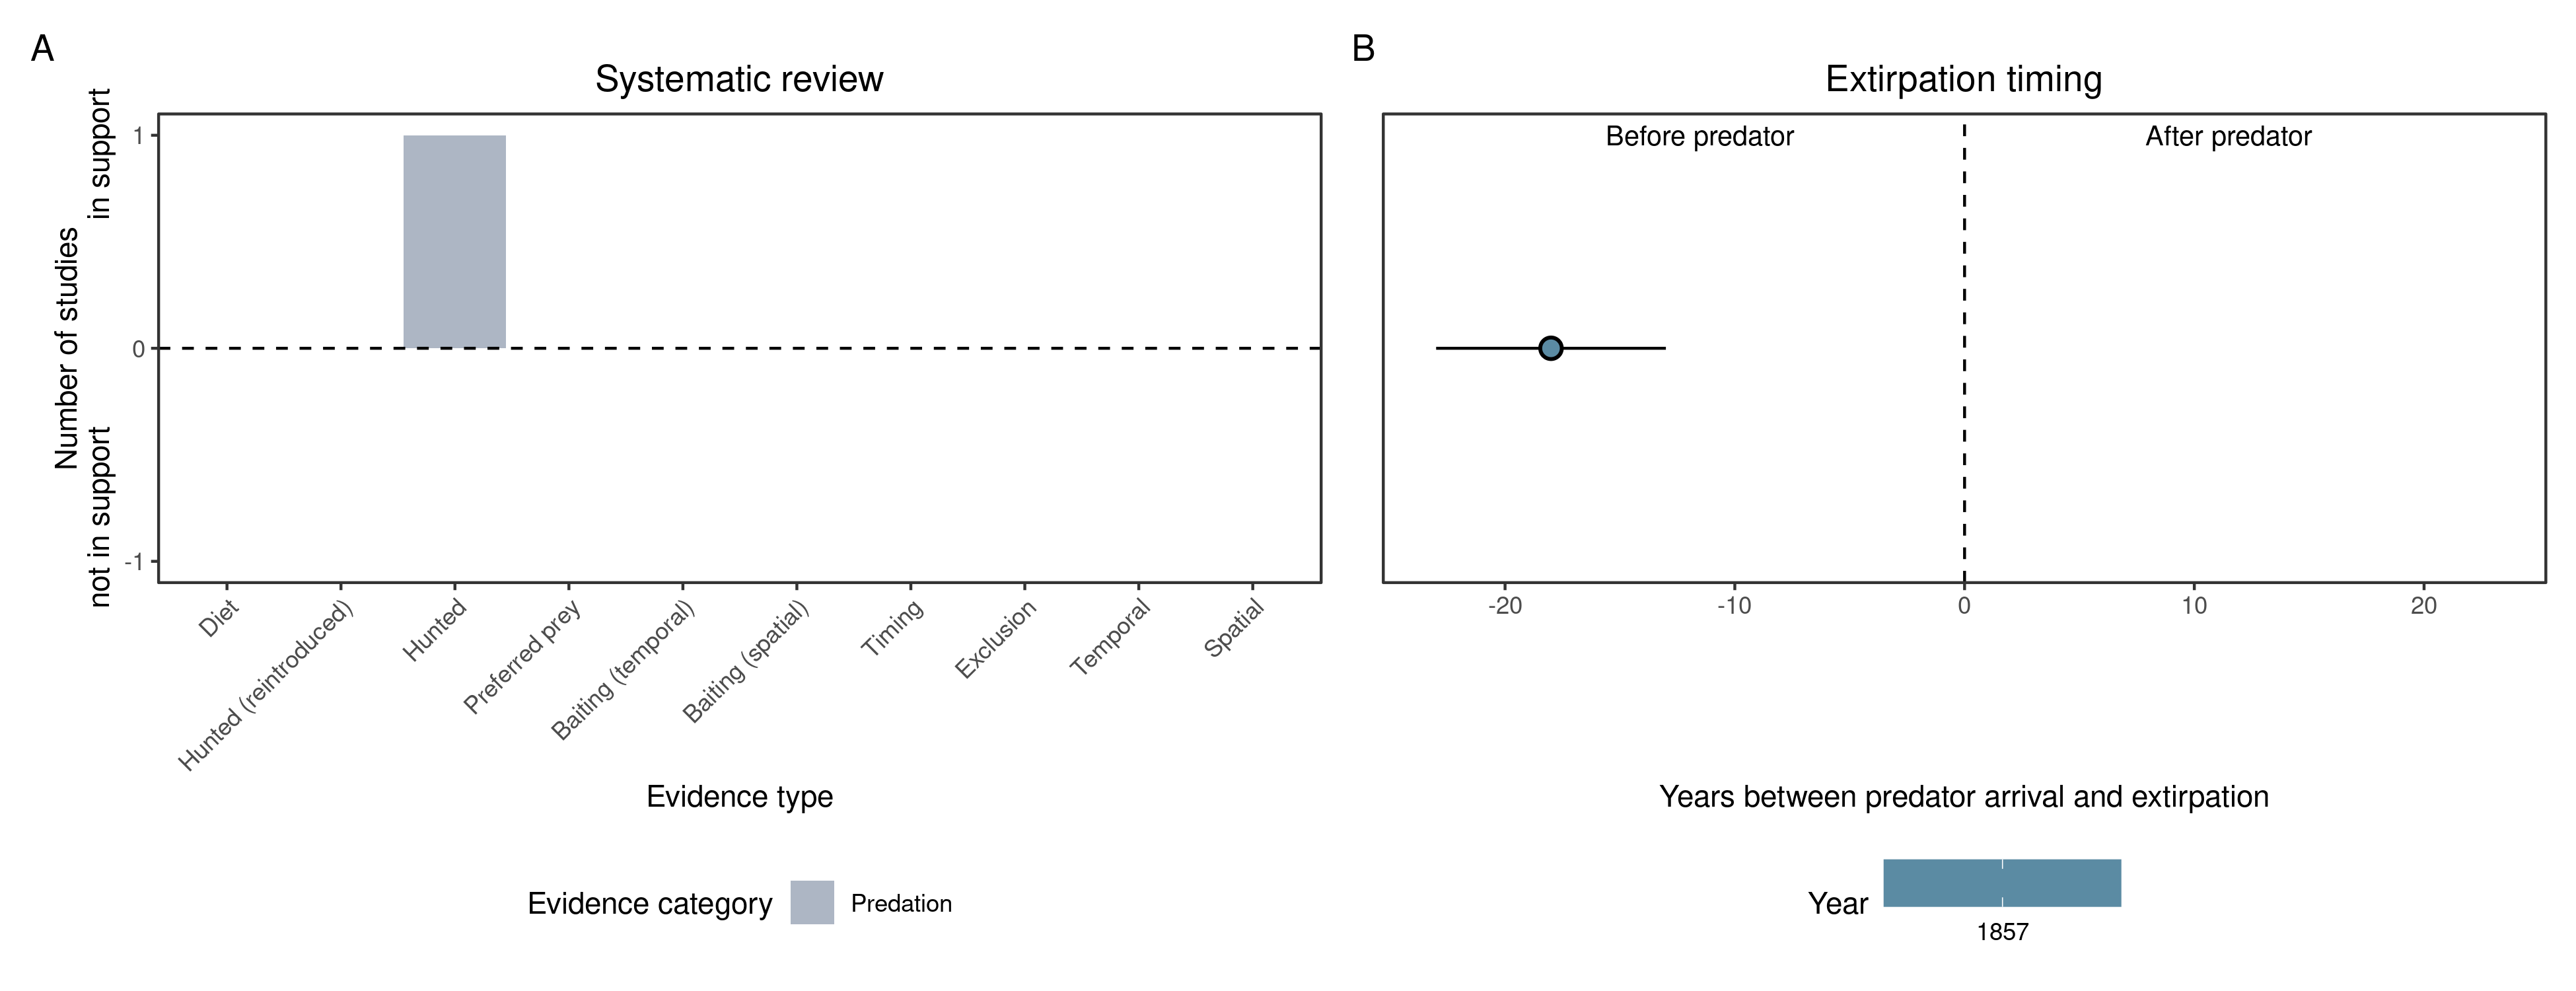 A
Systematic review
Number of studies
not in support
in support
1
0
-1
Diet
Hunted (reintroduced)
Hunted
Preferred prey
Baiting (temporal)
Baiting (spatial)
Timing
Exclusion
Temporal
Spatial
Evidence type
Evidence category
Predation
B
Extirpation timing
Before predator
After predator
-20
-10
0
10
20
Years between predator arrival and extirpation
Year
1857